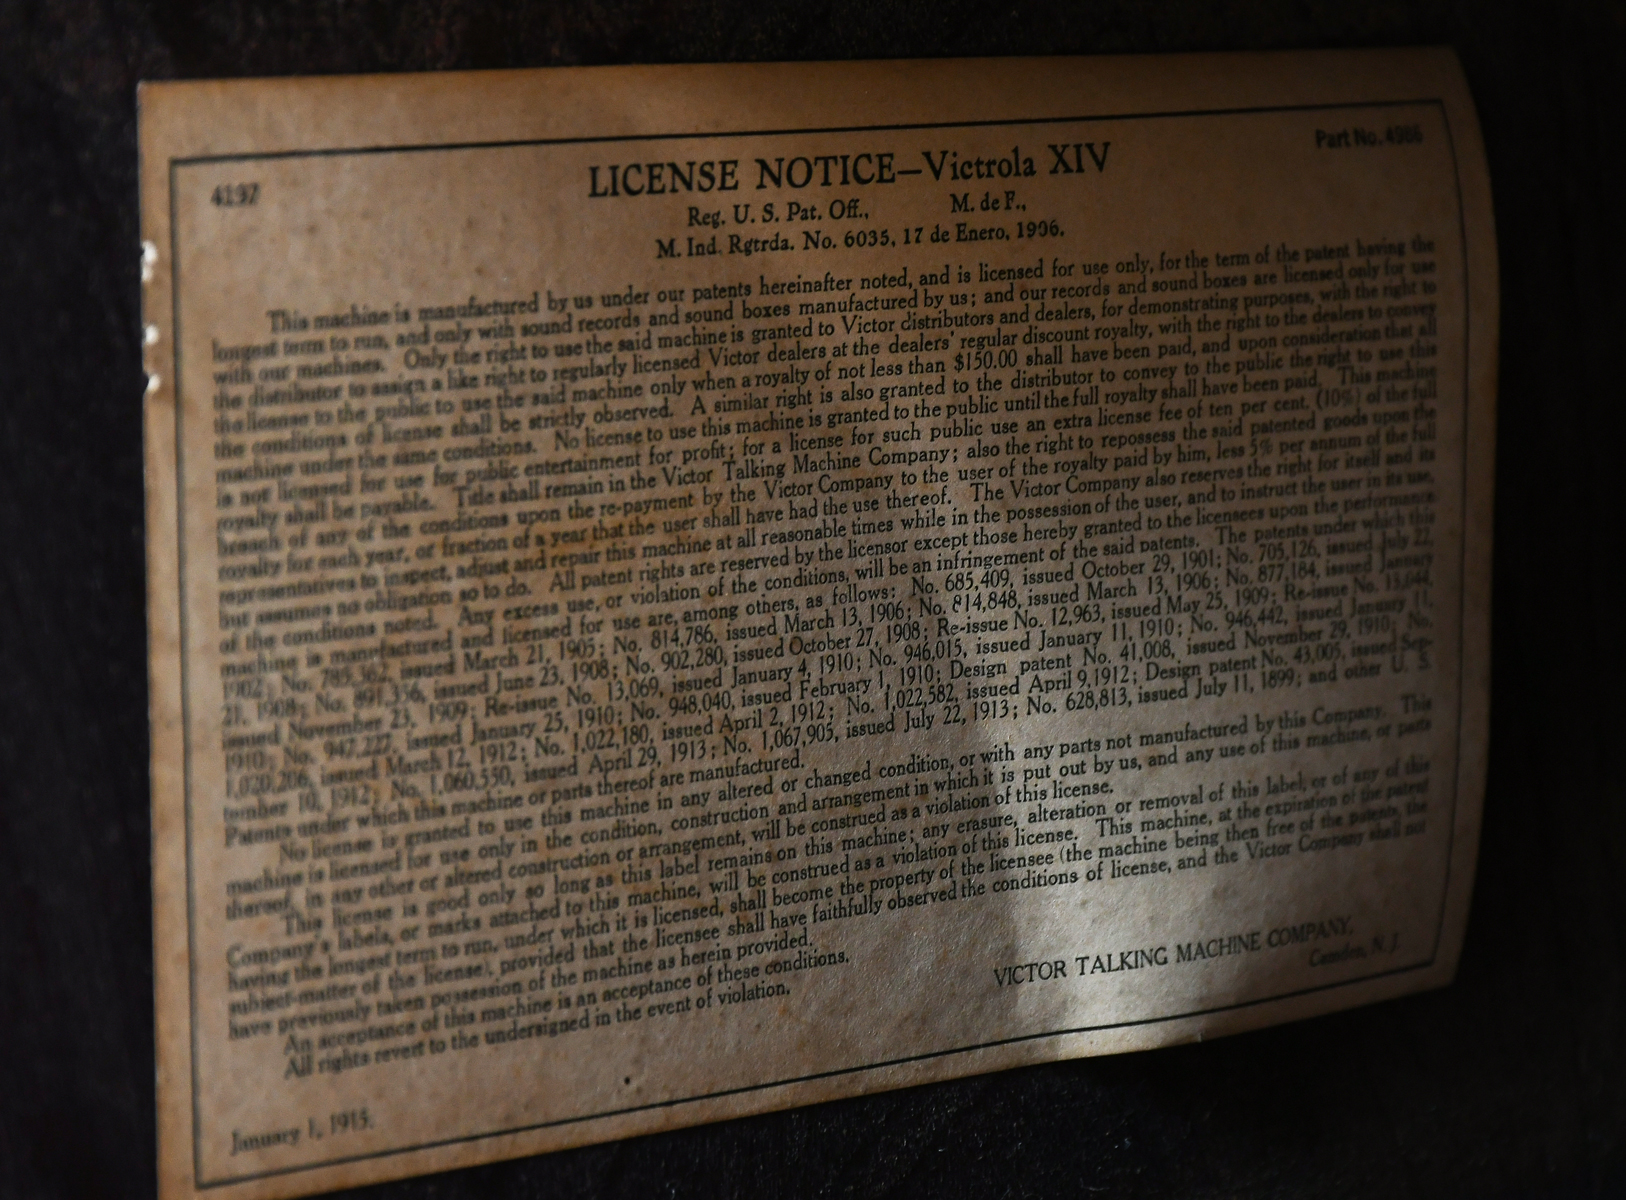 4197
Part No. 4986
LICENSE NOTICE—Victrola XIV
Reg. U. S. Pat. Off., M. de F.,
M. Ind. Rgtrda. No. 6035, 17 de Enero, 1906.
This machine is manufactured by us under our patents hereinafter noted, and is licensed for use only, for the term of the patent having the
longest term to run, and only with sound records and sound boxes manufactured by us; and our records and sound boxes are licensed only for use
with our machines. Only the right to use the said machine is granted to Victor distributors and dealers, for demonstrating purposes, with the right to
the distributor to assign a like right to regularly licensed Victor dealers at the dealers' regular discount royalty, with the right to the dealers to convey
the license to the public to use the said machine only when a royalty of not less than $150.00 shall have been paid, and upon consideration that all
the conditions of license shall be strictly observed. A similar right is also granted to the distributor to convey to the public the right to use this
machine under the same conditions. No license to use this machine is granted to the public until the full royalty shall have been paid. This machine
is not licensed for use for public entertainment for profit; for a license for such public use an extra license fee of ten per cent. (10%) of the full
royalty shall be payable. Title shall remain in the Victor Talking Machine Company; also the right to repossess the said patented goods upon the
breach of any of the conditions upon the re-payment by the Victor Company to the user of the royalty paid by him, less 5% per annum of the full
royalty for each year, or fraction of a year that the user shall have had the use thereof. The Victor Company also reserves the right for itself and its
representatives to inspect, adjust and repair this machine at all reasonable times while in the possession of the user, and to instruct the user in its use,
but assumes no obligation so to do. All patent rights are reserved by the licensor except those hereby granted to the licensees upon the performance
of the conditions noted. Any excess use, or violation of the conditions, will be an infringement of the said patents. The patents under which this
machine is manufactured and licensed for use are, among others, as follows: No. 685,409, issued October 29, 1901; No. 705,126, issued July 22,
1902; No. 785,362, issued March 21, 1905; No. 814,786, issued March 13, 1906; No. 814,848, issued March 13, 1906; No. 877,184, issued January
21, 1908; No. 891,356, issued June 23, 1908; No. 902,280, issued October 27, 1908; Re-issue No. 12,963, issued May 25, 1909; Re-issue No. 13,044,
issued November 23, 1909; Re-issue No. 13,069, issued January 4, 1910; No. 946,015, issued January 11, 1910; No. 946,442, issued January 11,
1910; No. 947,227, issued January 25, 1910; No. 948,040, issued February 1, 1910; Design patent No. 41,008, issued November 29, 1910; No.
1,020,206, issued March 12, 1912; No. 1,022,180, issued April 2, 1912; No. 1,022,582, issued April 9,1912; Design patent No. 43,005, issued Sep-
tember 10, 1912; No. 1,060,550, issued April 29, 1913; No. 1,067,905, issued July 22, 1913; No. 628,813, issued July 11, 1899; and other U. S.
Patents under which this machine or parts thereof are manufactured.
No license is granted to use this machine in any altered or changed condition, or with any parts not manufactured by this Company. This
machine is licensed for use only in the condition, construction and arrangement in which it is put out by us, and any use of this machine, or parts
thereof, in any other or altered construction or arrangement, will be construed as a violation of this license.
This license is good only so long as this label remains on this machine; any erasure, alteration or removal of this label, or of any of this
Company's labels, or marks attached to this machine, will be construed as a violation of this license. This machine, at the expiration of the patent
having the longest term to run, under which it is licensed, shall become the property of the licensee (the machine being then free of the patents, the
subject-matter of the license), provided that the licensee shall have faithfully observed the conditions of license, and the Victor Company shall not
have previously taken possession of the machine as herein provided.
An acceptance of this machine is an acceptance of these conditions.
All rights revert to the undersigned in the event of violation.
VICTOR TALKING MACHINE COMPANY,
Camden, N. J.
January 1, 1915.